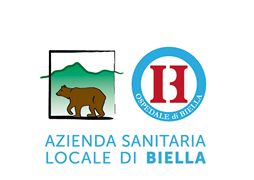 B
OSPEDALE di BIELLA
AZIENDA SANITARIA
LOCALE DI BIELLA